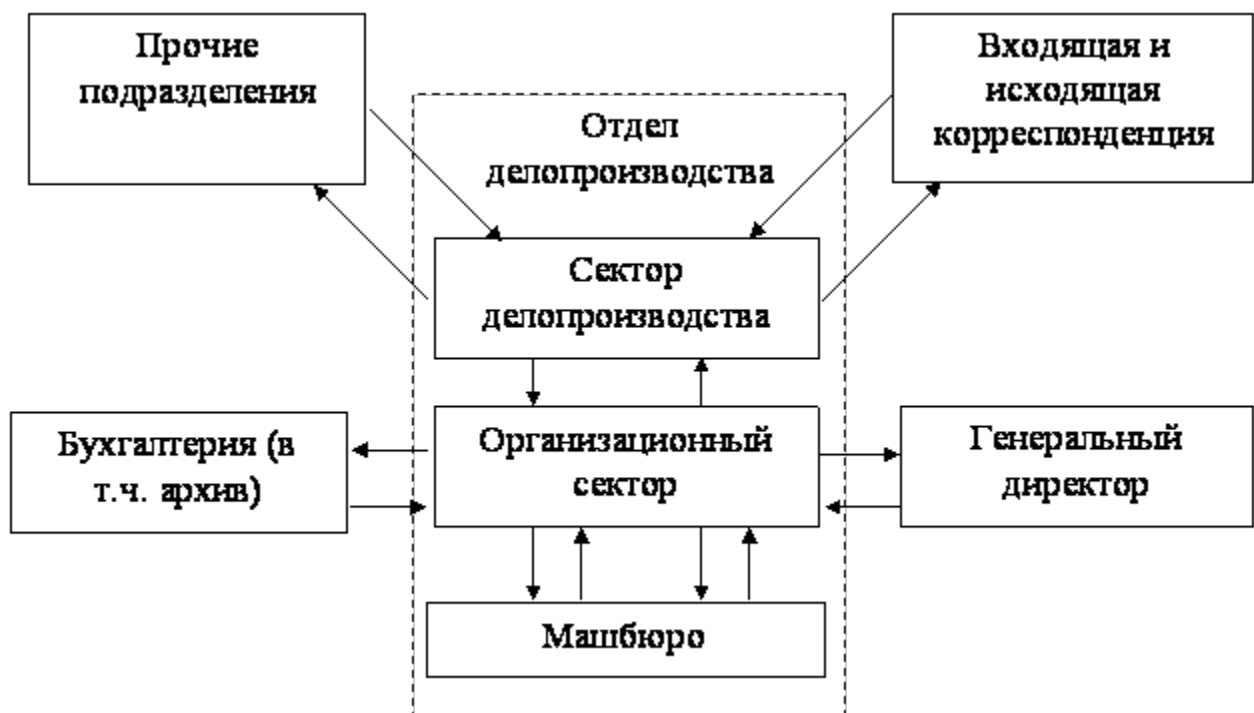 Прочие
подразделения
Входящая и
исходящая
корреспонденция
Отдел
делопроизводства
Сектор
делопроизводства
Бухгалтерия (в
т.ч. архив)
Организационный
сектор
Генеральный
директор
Машбюро